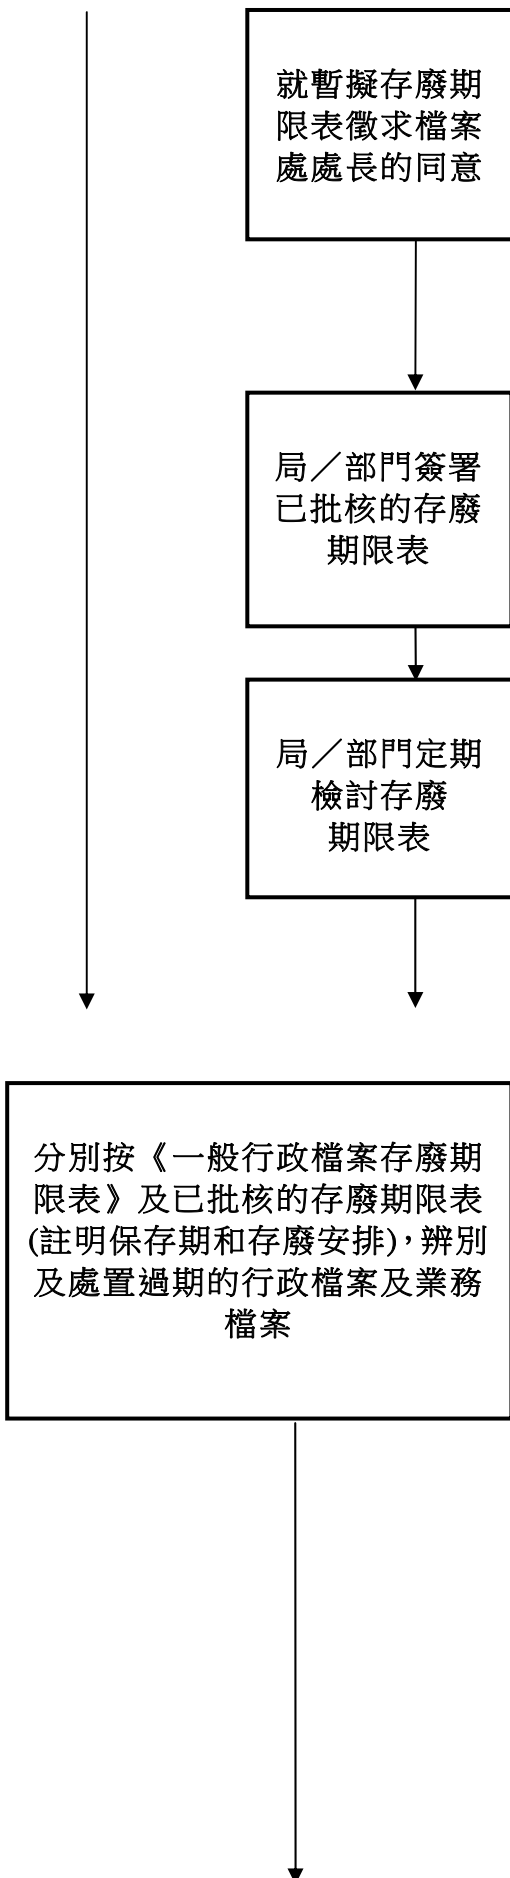 就暫擬存廢期
限表徵求檔案
處處長的同意
局／部門簽署
已批核的存廢
期限表
局／部門定期
檢討存廢
期限表
分別按《一般行政檔案存廢期
限表》及已批核的存廢期限表
(註明保存期和存廢安排)，辨別
及處置過期的行政檔案及業務
檔案